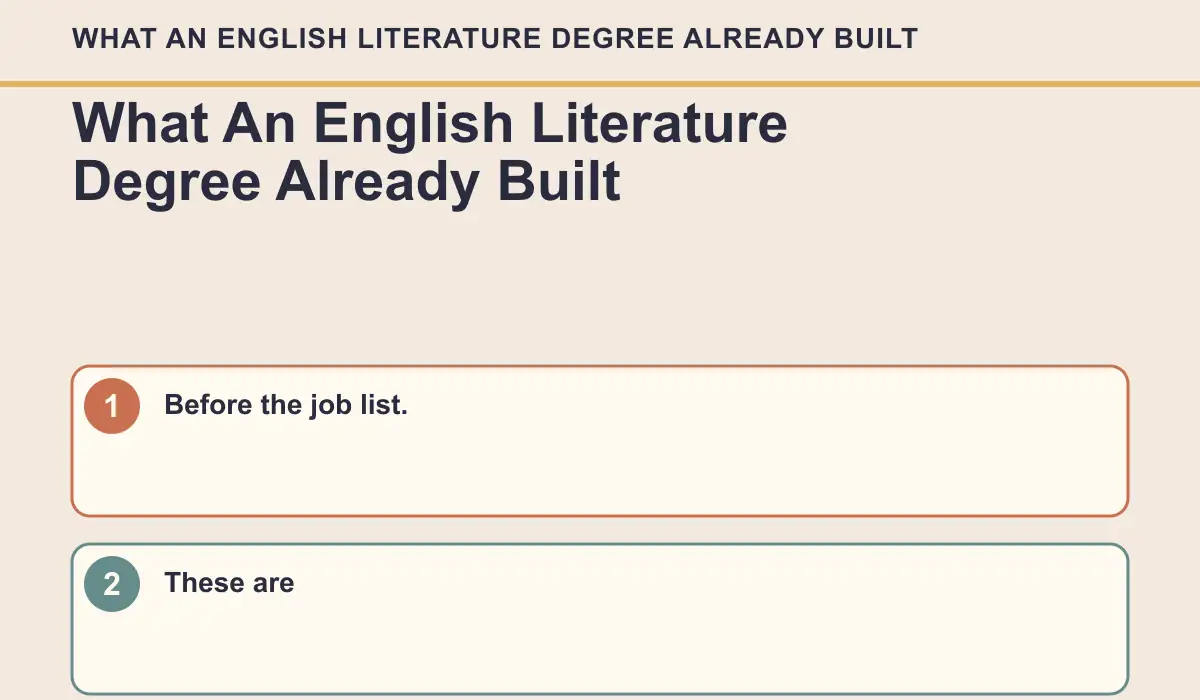 WHAT AN ENGLISH LITERATURE DEGREE ALREADY BUILT
What An English Literature
Degree Already Built
1
Before the job list.
2
These are